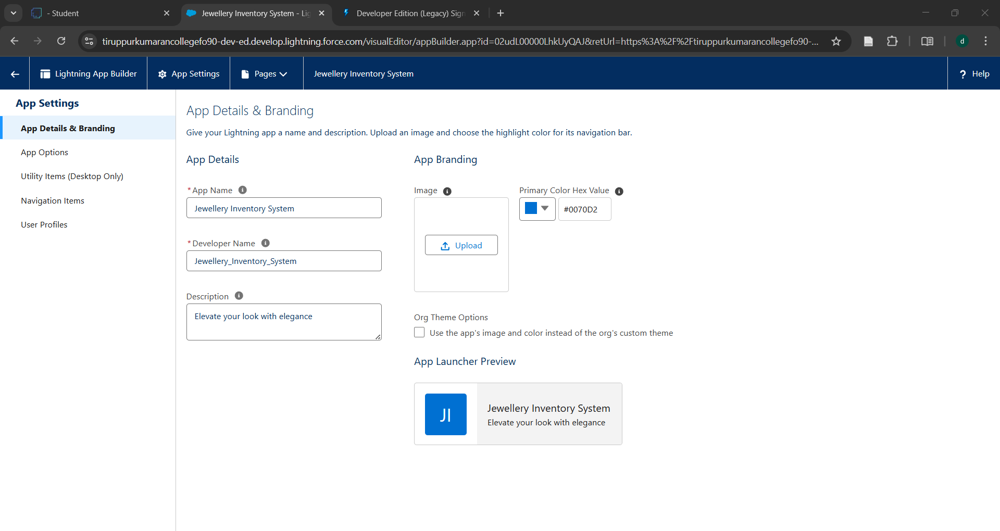 - Student
Jewellery Inventory System - Lig
Developer Edition (Legacy) Sign
tiruppurkumarancollegefo90-dev-ed.develop.lightning.force.com/visualEditor/appBuilder.app?id=02udL00000LhkUyQAJ&retUrl=https%3A%2F%2Ftiruppurkumarancollegefo90-...
d
Lightning App Builder
App Settings
Pages
Jewellery Inventory System
? Help
App Settings
App Details & Branding
App Options
Utility Items (Desktop Only)
Navigation Items
User Profiles
App Details & Branding
Give your Lightning app a name and description. Upload an image and choose the highlight color for its navigation bar.
App Details
* App Name
Jewellery Inventory System
* Developer Name
Jewellery_Inventory_System
Description
Elevate your look with elegance
App Branding
Image
Upload
Primary Color Hex Value
#0070D2
Org Theme Options
Use the app's image and color instead of the org's custom theme
App Launcher Preview
JI
Jewellery Inventory System
Elevate your look with elegance